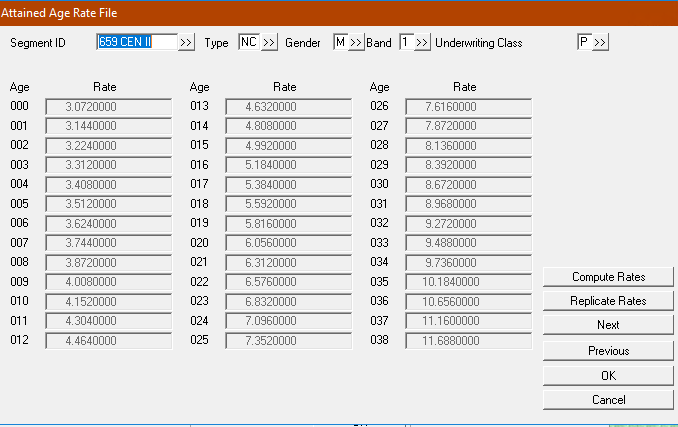 Attained Age Rate File
Segment ID 659 CEN II >> Type NC >> Gender M >> Band 1 >> Underwriting Class P >>
Age Rate Age Rate Age Rate
000 3.0720000 013 4.6320000 026 7.6160000
001 3.1440000 014 4.8080000 027 7.8720000
002 3.2240000 015 4.9920000 028 8.1360000
003 3.3120000 016 5.1840000 029 8.3920000
004 3.4080000 017 5.3840000 030 8.6720000
005 3.5120000 018 5.5920000 031 8.9680000
006 3.6240000 019 5.8160000 032 9.2720000
007 3.7440000 020 6.0560000 033 9.4880000
008 3.8720000 021 6.3120000 034 9.7360000
009 4.0080000 022 6.5760000 035 10.1840000
010 4.1520000 023 6.8320000 036 10.6560000
011 4.3040000 024 7.0960000 037 11.1600000
012 4.4640000 025 7.3520000 038 11.6880000
Compute Rates
Replicate Rates
Next
Previous
OK
Cancel